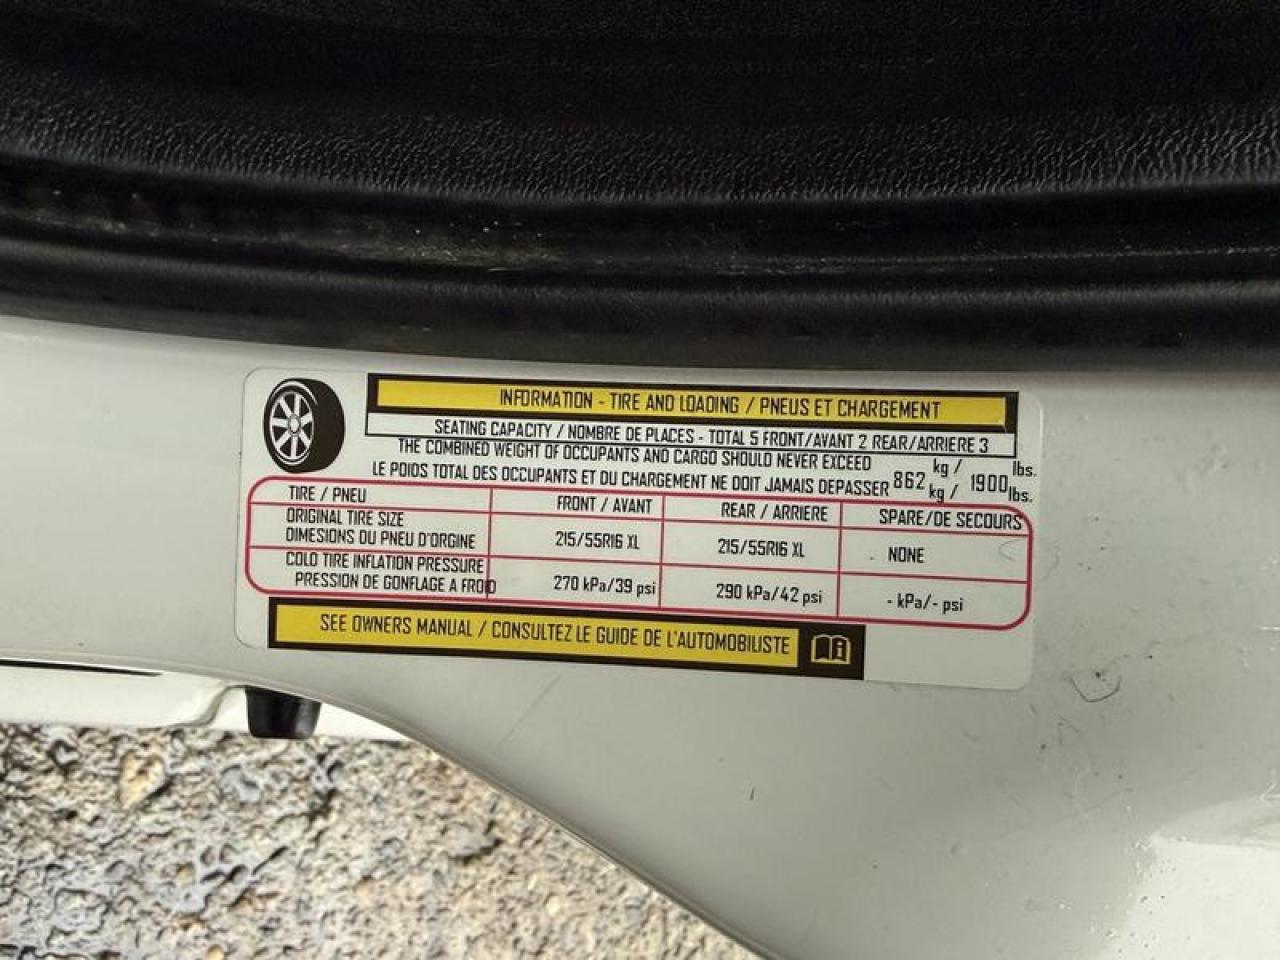 INFORMATION - TIRE AND LOADING / PNEUS ET CHARGEMENT
SEATING CAPACITY / NOMBRE DE PLACES - TOTAL 5 FRONT/AVANT 2 REAR/ARRIERE 3
THE COMBINED WEIGHT OF OCCUPANTS AND CARGO SHOULD NEVER EXCEED kg / lbs.
LE POIDS TOTAL DES OCCUPANTS ET DU CHARGEMENT NE DOIT JAMAIS DEPASSER 862 kg / 1900 lbs.
TIRE / PNEU FRONT / AVANT REAR / ARRIERE SPARE/DE SECOURS
ORIGINAL TIRE SIZE
DIMESIONS DU PNEU D'ORGINE 215/55R16 XL 215/55R16 XL NONE
COLD TIRE INFLATION PRESSURE
PRESSION DE GONFLAGE A FROID 270 kPa/39 psi 290 kPa/42 psi - kPa/- psi
SEE OWNERS MANUAL / CONSULTEZ LE GUIDE DE L'AUTOMOBILISTE